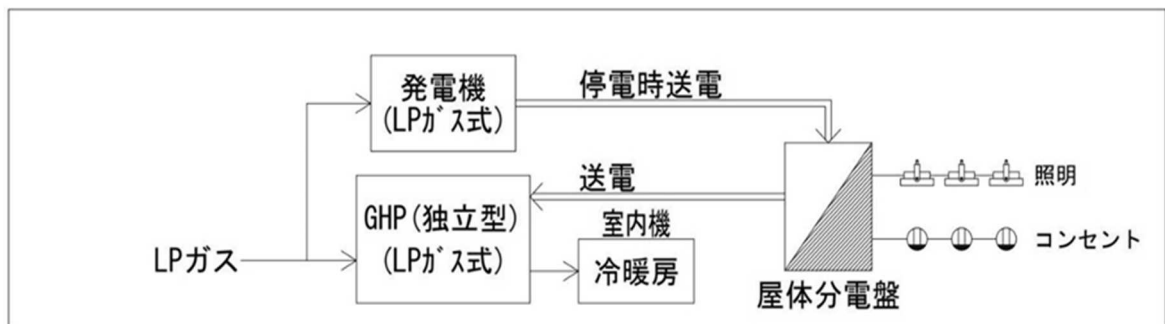 発電機
(LPガス式)
停電時送電
送電
GHP(独立型)
(LPガス式)
室内機
冷暖房
LPガス
照明
コンセント
屋体分電盤